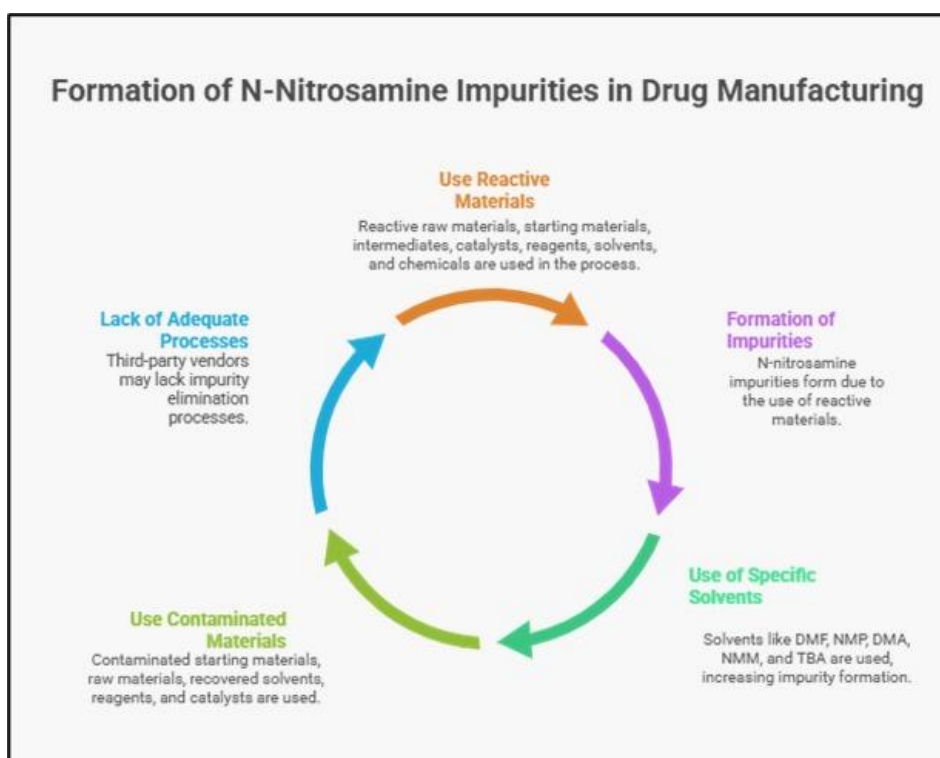 Formation of N-Nitrosamine Impurities in Drug Manufacturing
Use Reactive
Materials
Reactive raw materials, starting materials,
intermediates, catalysts, reagents, solvents,
and chemicals are used in the process.
Formation of
Impurities
N-nitrosamine
impurities form due to
the use of reactive
materials.
Use of Specific
Solvents
Solvents like DMF, NMP, DMA,
NMM, and TBA are used,
increasing impurity formation.
Use Contaminated
Materials
Contaminated starting materials,
raw materials, recovered solvents,
reagents, and catalysts are used.
Lack of Adequate
Processes
Third-party vendors
may lack impurity
elimination
processes.